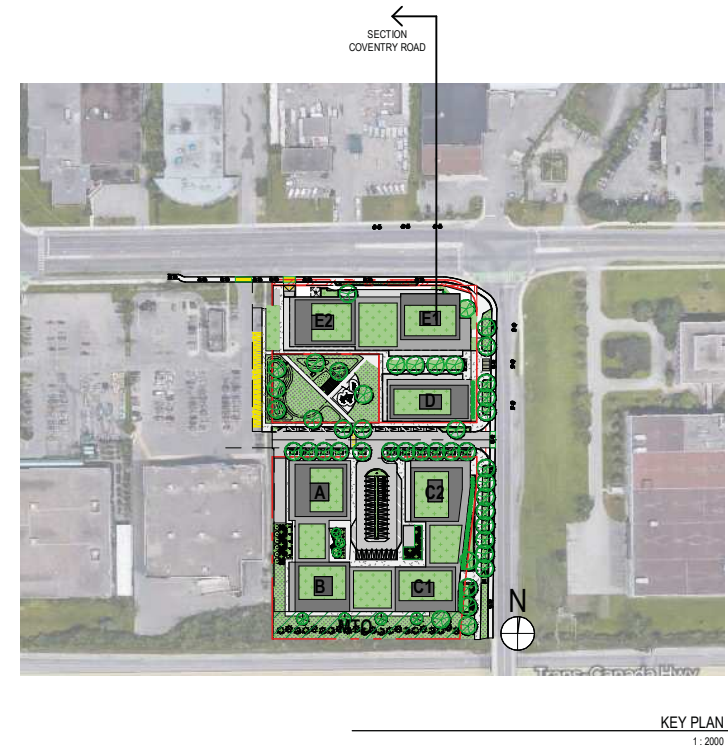 SECTION
COVENTRY ROAD
E2
E1
D
A
C2
B
C1
MTO
N
Trans-Canada Hwy
KEY PLAN
1 : 2000